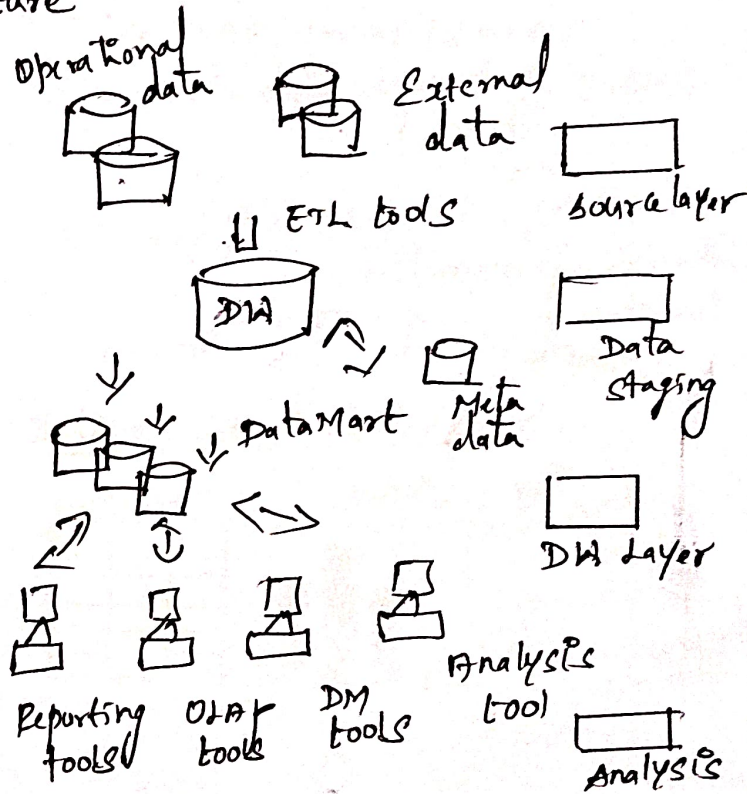 Operational
data
External
data
source layer
ETL tools
DW
Data
staging
Meta
data
DataMart
DW Layer
Reporting
tools
OLAP
tools
DM
tools
Analysis
tool
Analysis